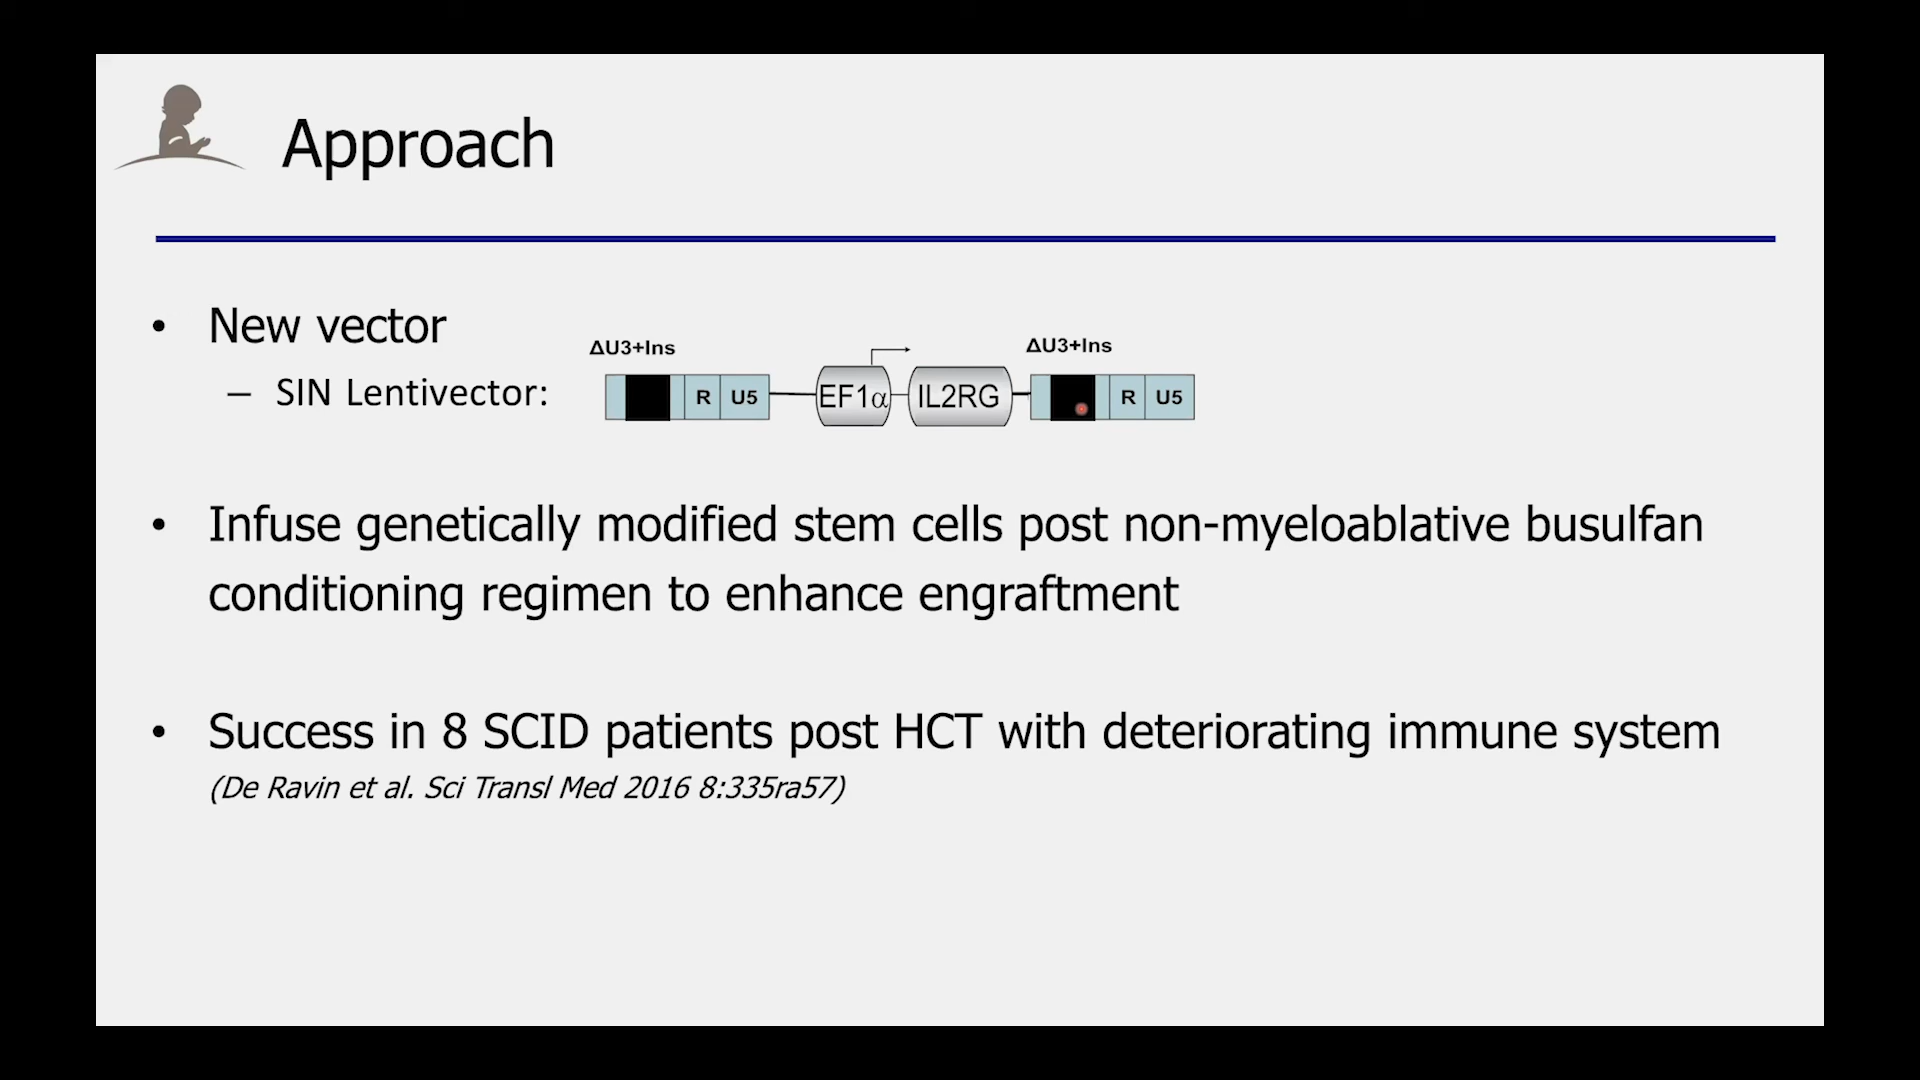 Approach
• New vector
– SIN Lentivector:
ΔU3+Ins
ΔU3+Ins
R U5 EF1α IL2RG R U5
• Infuse genetically modified stem cells post non-myeloablative busulfan
conditioning regimen to enhance engraftment
• Success in 8 SCID patients post HCT with deteriorating immune system
(De Ravin et al. Sci Transl Med 2016 8:335ra57)